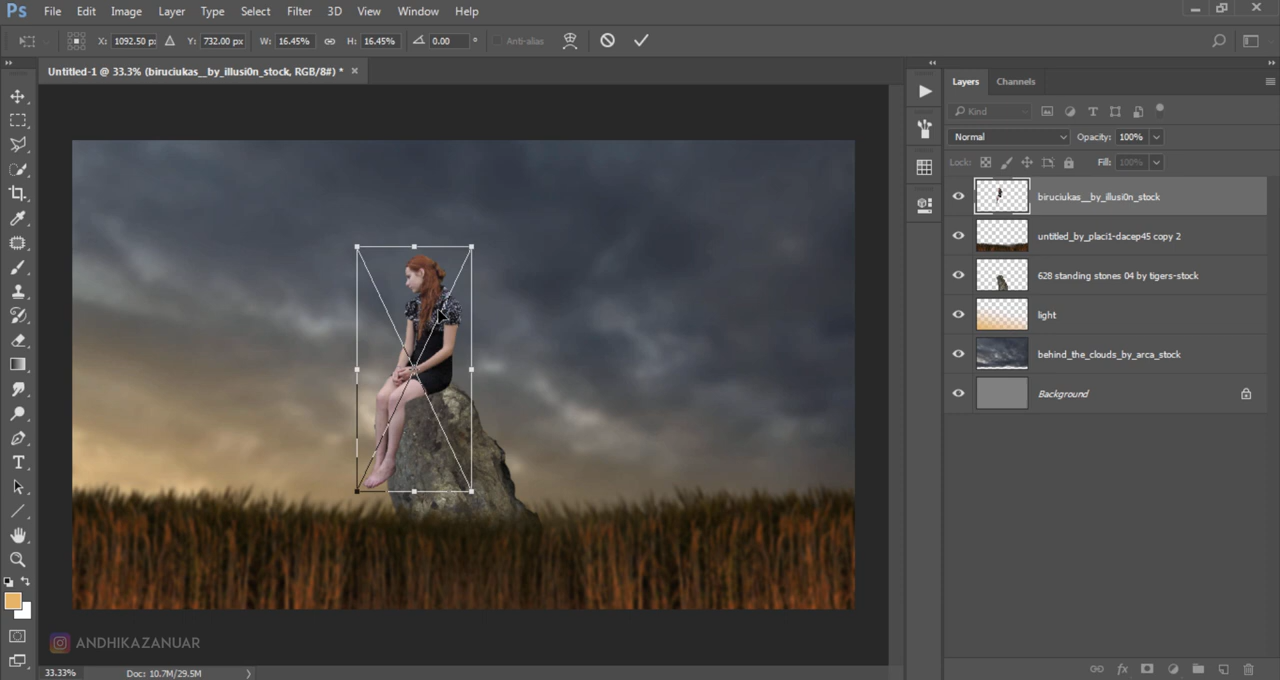 Ps File Edit Image Layer Type Select Filter 3D View Window Help
X: 1092.50 p: Y: 732.00 px W: 16.45% H: 16.45% 0.00 ° Anti-alias
Untitled-1 @ 33.3% (biruciukas__by_illusi0n_stock, RGB/8#) * ×
Layers Channels
Kind
Normal Opacity: 100%
Lock: Fill: 100%
biruciukas__by_illusi0n_stock
untitled_by_placi1-dacep45 copy 2
628 standing stones 04 by tigers-stock
light
behind_the_clouds_by_arca_stock
Background
ANDHIKAZANUAR
33.33% Doc: 10.7M/29.5M